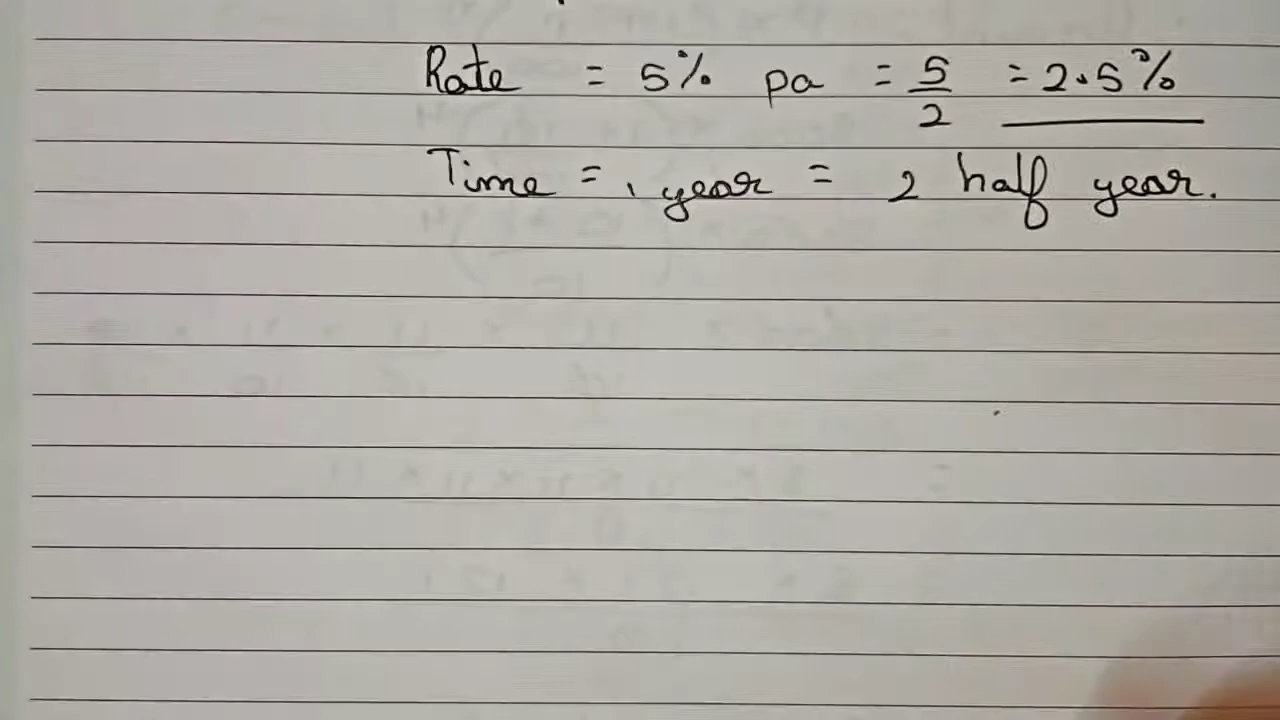 Rate = 5% pa = 5/2 = 2.5%
Time = 1 year = 2 half year.